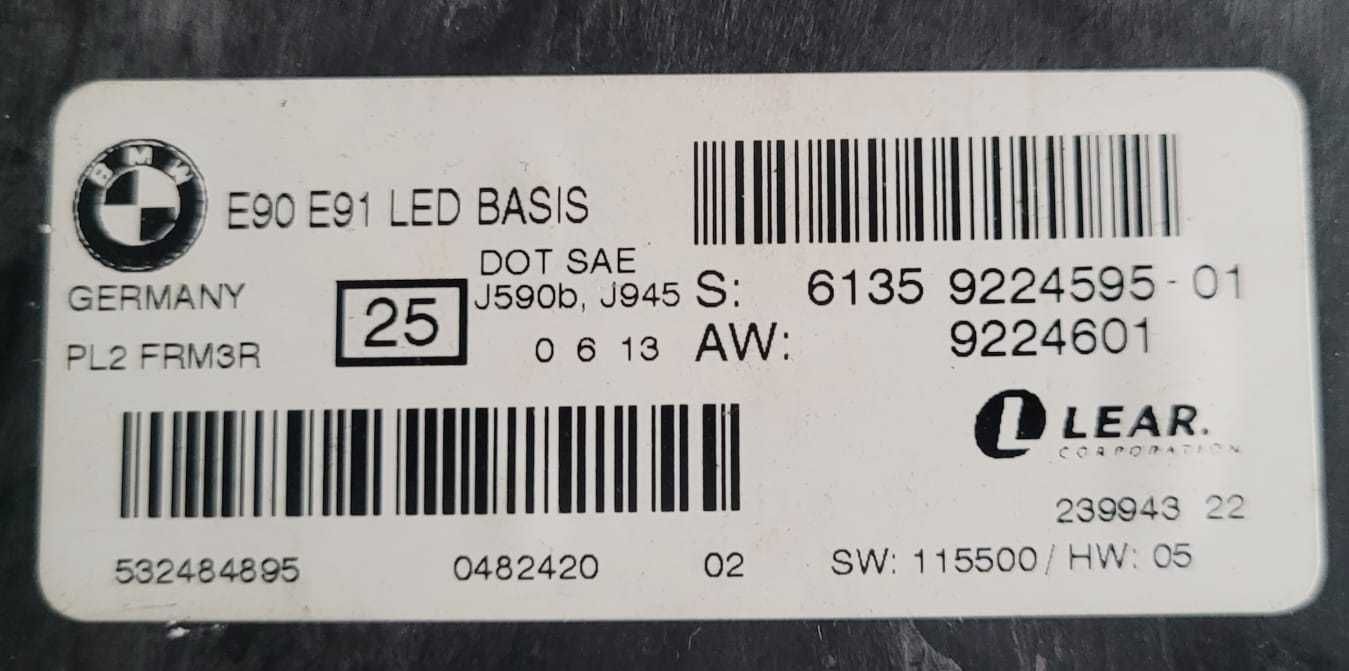 BMW
E90 E91 LED BASIS
GERMANY
PL2 FRM3R
25
DOT SAE
J590b, J945
0 6 13
S: 6135 9224595-01
AW: 9224601
LEAR.
CORPORATION
239943 22
532484895 0482420 02
SW: 115500/ HW: 05